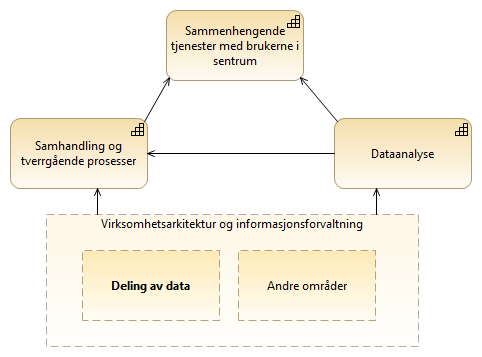 Sammenhengende
tjenester med brukerne i
sentrum
Samhandling og
tverrgående prosesser
Dataanalyse
Virksomhetsarkitektur og informasjonsforvaltning
Deling av data
Andre områder